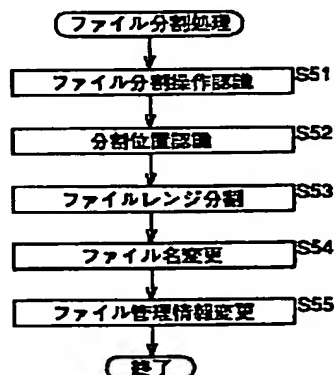 ファイル分割処理
ファイル分割操作認識 S51
分割位置認識 S52
ファイルレンジ分割 S53
ファイル名変更 S54
ファイル管理情報変更 S55
終了